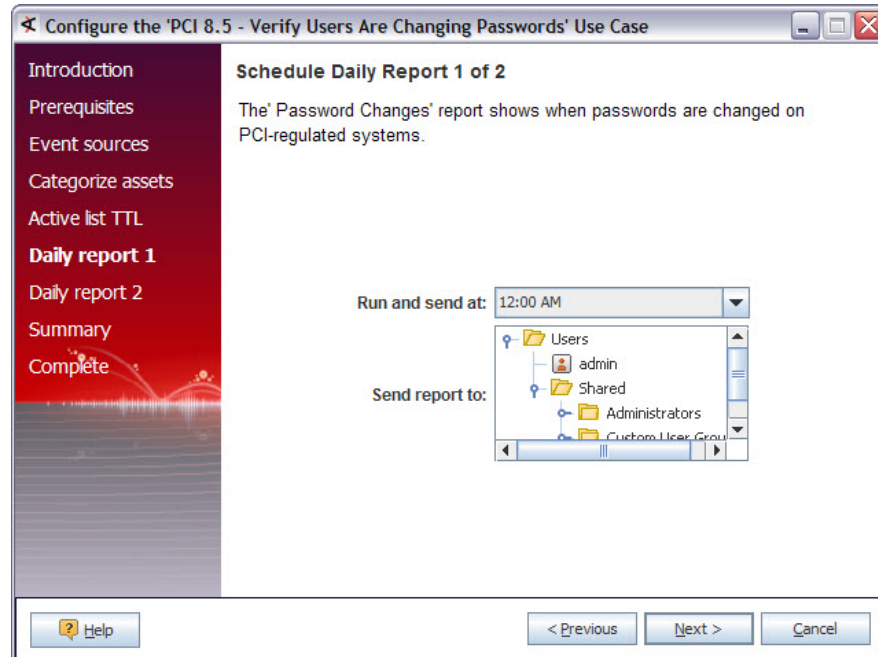 Configure the 'PCI 8.5 - Verify Users Are Changing Passwords' Use Case
Introduction
Prerequisites
Event sources
Categorize assets
Active list TTL
Daily report 1
Daily report 2
Summary
Complete
Schedule Daily Report 1 of 2
The' Password Changes' report shows when passwords are changed on
PCI-regulated systems.
Run and send at: 12:00 AM
Send report to:
Users
admin
Shared
Administrators
Custom User Grou
Help
< Previous
Next >
Cancel